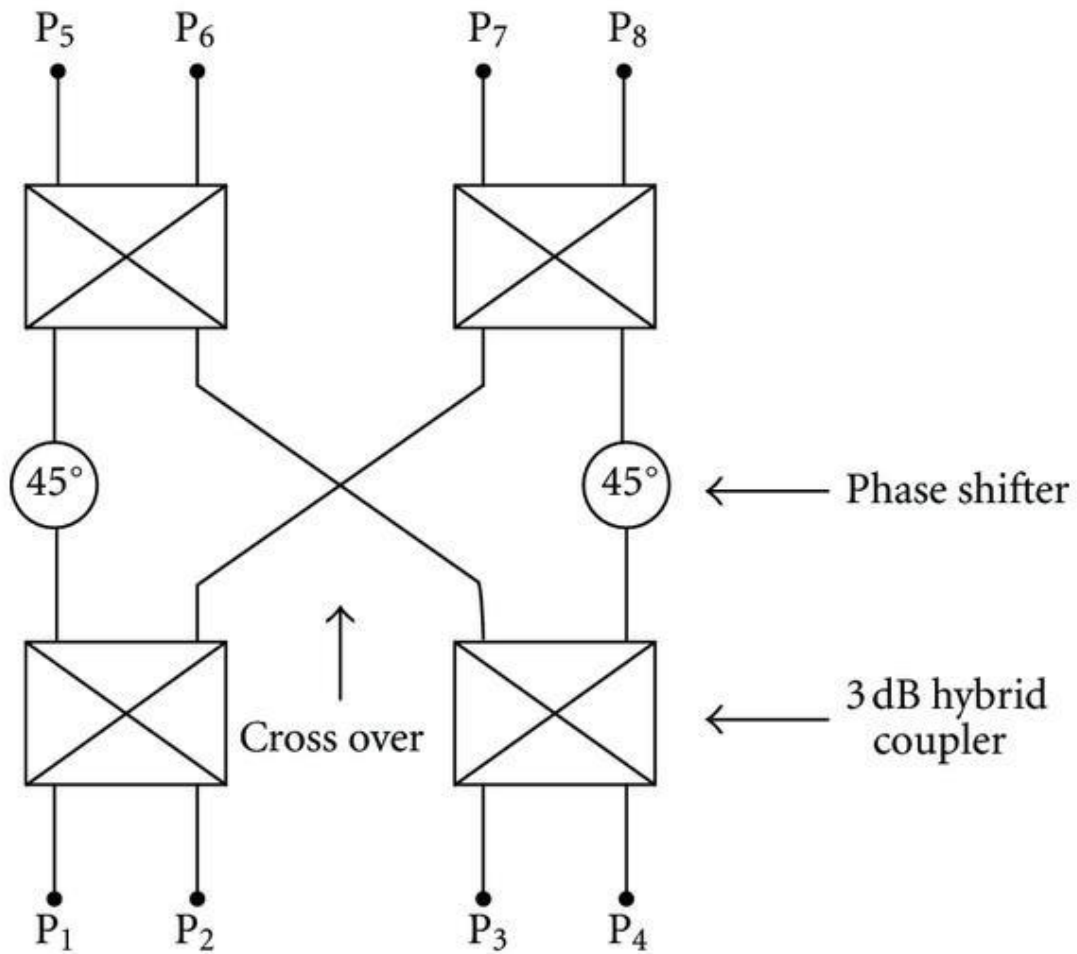 P₅ P₆ P₇ P₈
45° 45° Phase shifter
Cross over
3 dB hybrid
coupler
P₁ P₂ P₃ P₄